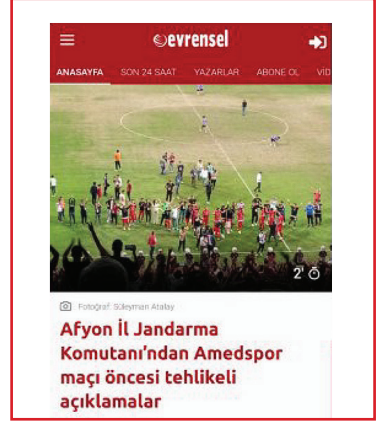 evrensel
ANASAYFA SON 24 SAAT YAZARLAR ABONE OL VİD
2'
Fotoğraf: Süleyman Atalay
Afyon İl Jandarma
Komutanı'ndan Amedspor
maçı öncesi tehlikeli
açıklamalar